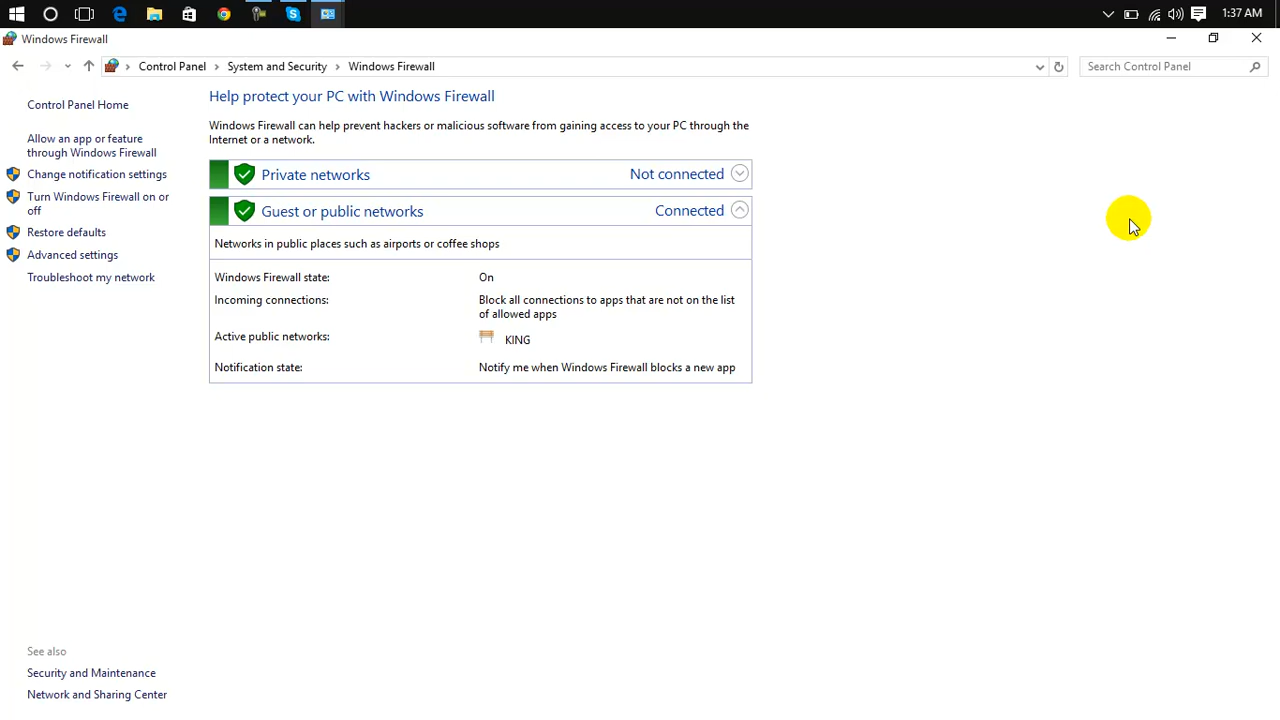 1:37 AM
Windows Firewall
Control Panel
System and Security
Windows Firewall
Search Control Panel
Control Panel Home
Allow an app or feature
through Windows Firewall
Change notification settings
Turn Windows Firewall on or
off
Restore defaults
Advanced settings
Troubleshoot my network
Help protect your PC with Windows Firewall
Windows Firewall can help prevent hackers or malicious software from gaining access to your PC through the
Internet or a network.
Private networks Not connected
Guest or public networks Connected
Networks in public places such as airports or coffee shops
Windows Firewall state: On
Incoming connections: Block all connections to apps that are not on the list
of allowed apps
Active public networks: KING
Notification state: Notify me when Windows Firewall blocks a new app
See also
Security and Maintenance
Network and Sharing Center